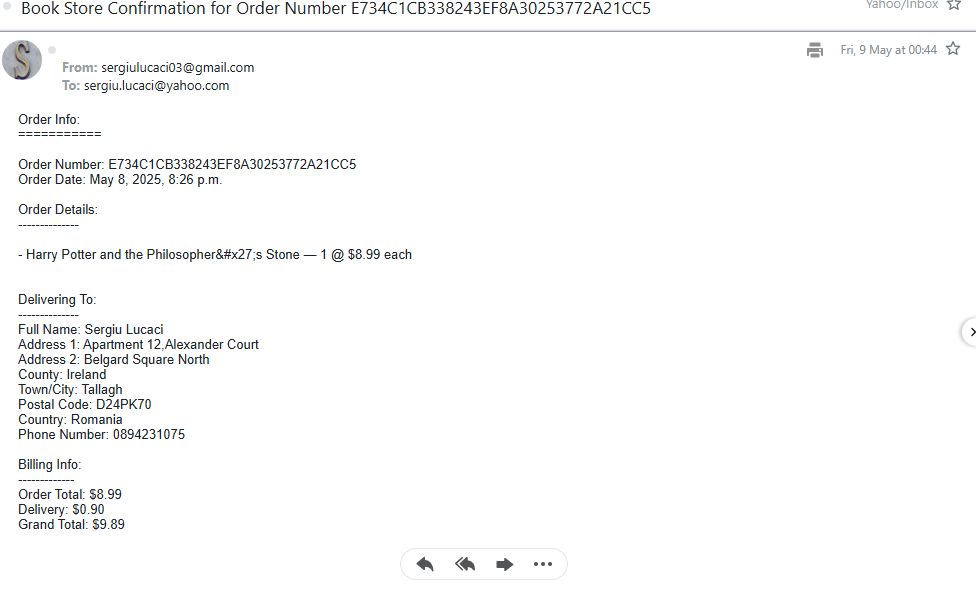 Book Store Confirmation for Order Number E734C1CB338243EF8A30253772A21CC5
Yahoo/Inbox
S
Fri, 9 May at 00:44
From: sergiulucaci03@gmail.com
To: sergiu.lucaci@yahoo.com
Order Info:
===========
Order Number: E734C1CB338243EF8A30253772A21CC5
Order Date: May 8, 2025, 8:26 p.m.
Order Details:
--------------
- Harry Potter and the Philosopher&#x27;s Stone — 1 @ $8.99 each
Delivering To:
--------------
Full Name: Sergiu Lucaci
Address 1: Apartment 12,Alexander Court
Address 2: Belgard Square North
County: Ireland
Town/City: Tallagh
Postal Code: D24PK70
Country: Romania
Phone Number: 0894231075
Billing Info:
-------------
Order Total: $8.99
Delivery: $0.90
Grand Total: $9.89